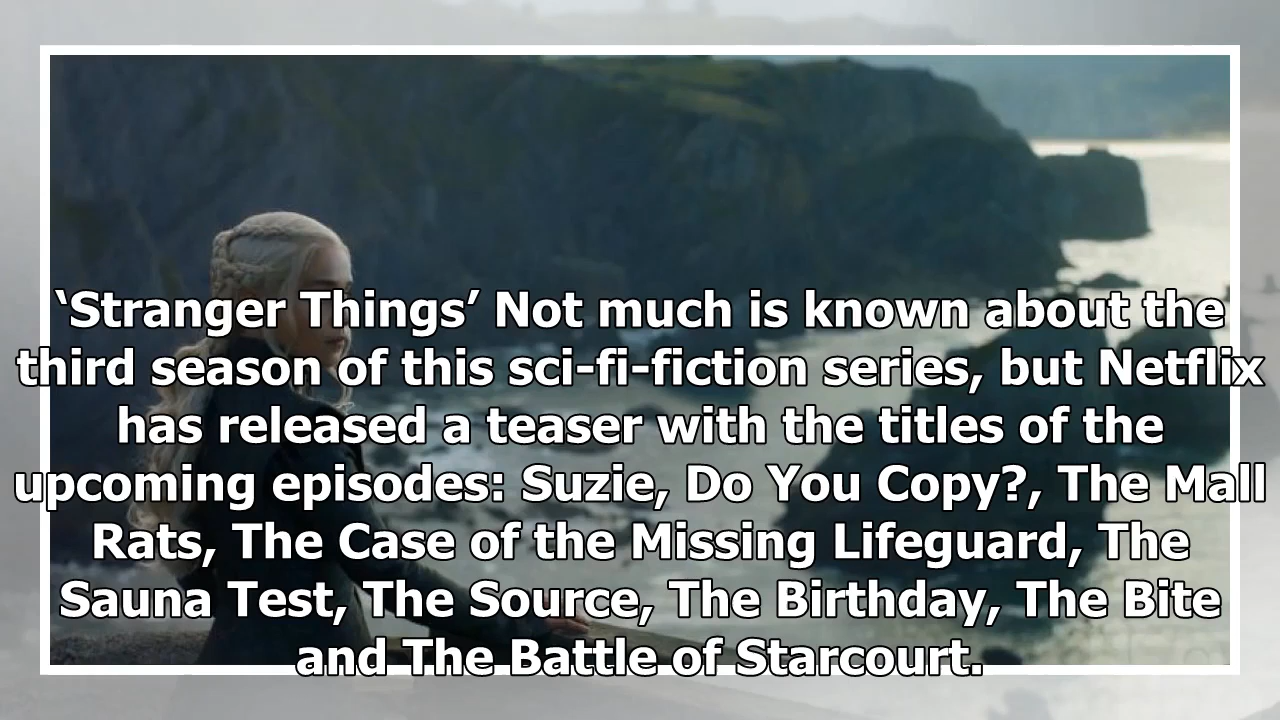 ‘Stranger Things’ Not much is known about the
third season of this sci-fi-fiction series, but Netflix
has released a teaser with the titles of the
upcoming episodes: Suzie, Do You Copy?, The Mall
Rats, The Case of the Missing Lifeguard, The
Sauna Test, The Source, The Birthday, The Bite
and The Battle of Starcourt.